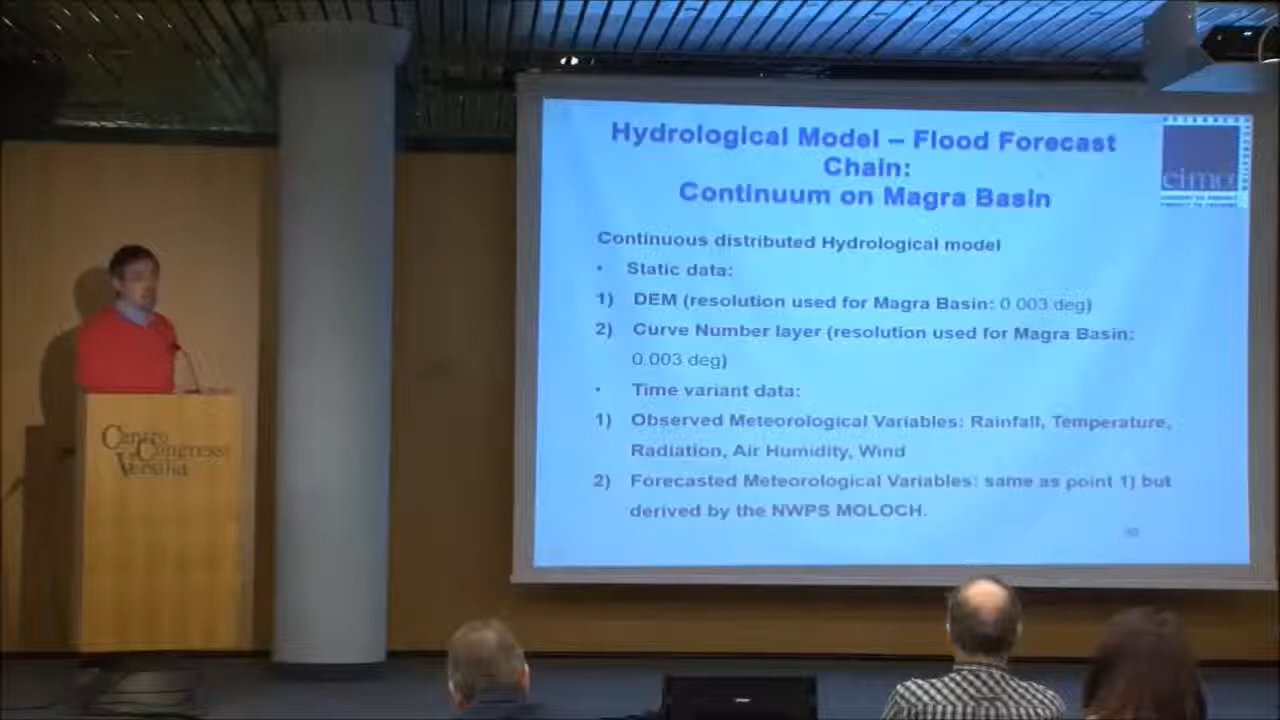 Hydrological Model – Flood Forecast
Chain:
Continuum on Magra Basin
cima
Continuous distributed Hydrological model
• Static data:
1) DEM (resolution used for Magra Basin: 0 003 deg)
2) Curve Number layer (resolution used for Magra Basin:
0.003 deg)
• Time variant data:
1) Observed Meteorological Variables: Rainfall, Temperature,
Radiation, Air Humidity, Wind
2) Forecasted Meteorological Variables: same as point 1) but
derived by the NWPS MOLOCH.
Centro
Congressi
Versilia